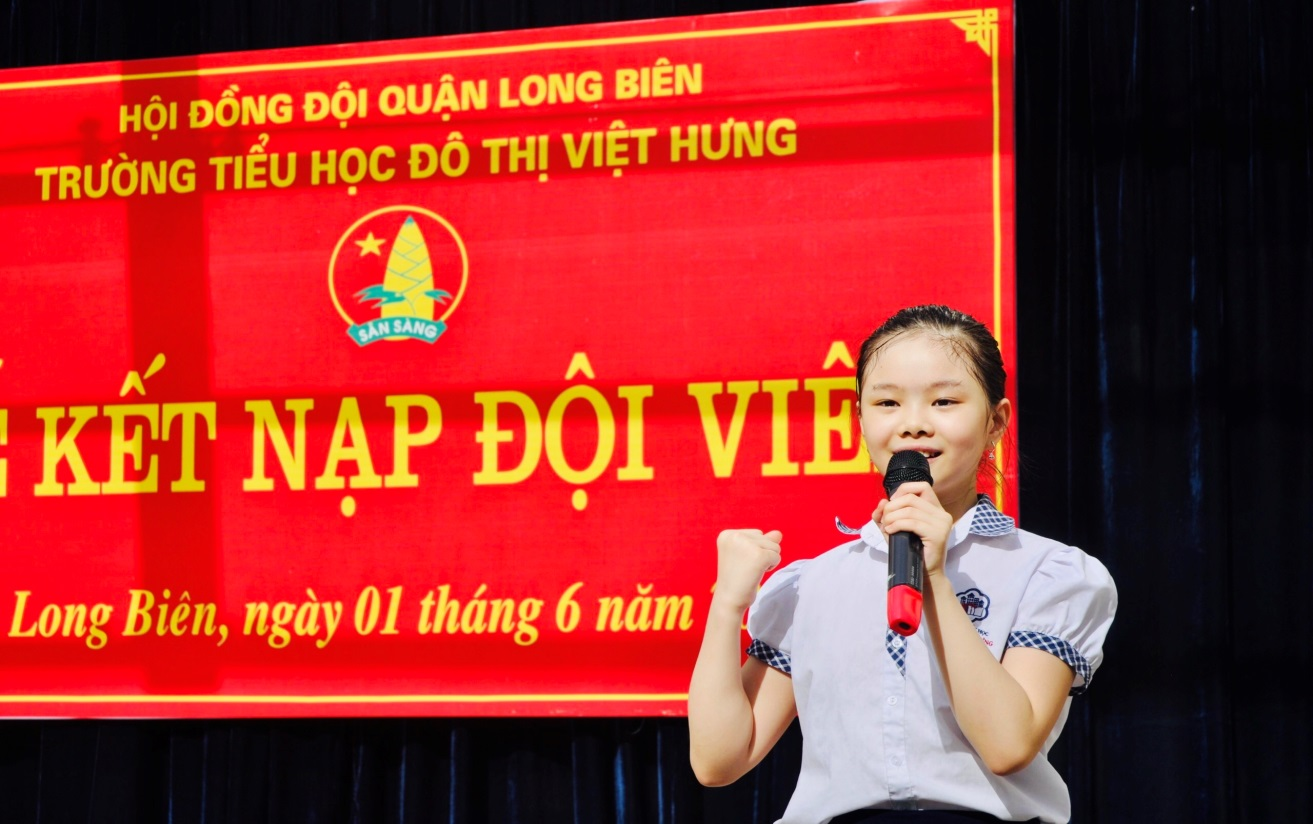 HỘI ĐỒNG ĐỘI QUẬN LONG BIÊN
TRƯỜNG TIỂU HỌC ĐÔ THỊ VIỆT HƯNG
SẴN SÀNG
KẾT NẠP ĐỘI VIÊ
Long Biên, ngày 01 tháng 6 năm